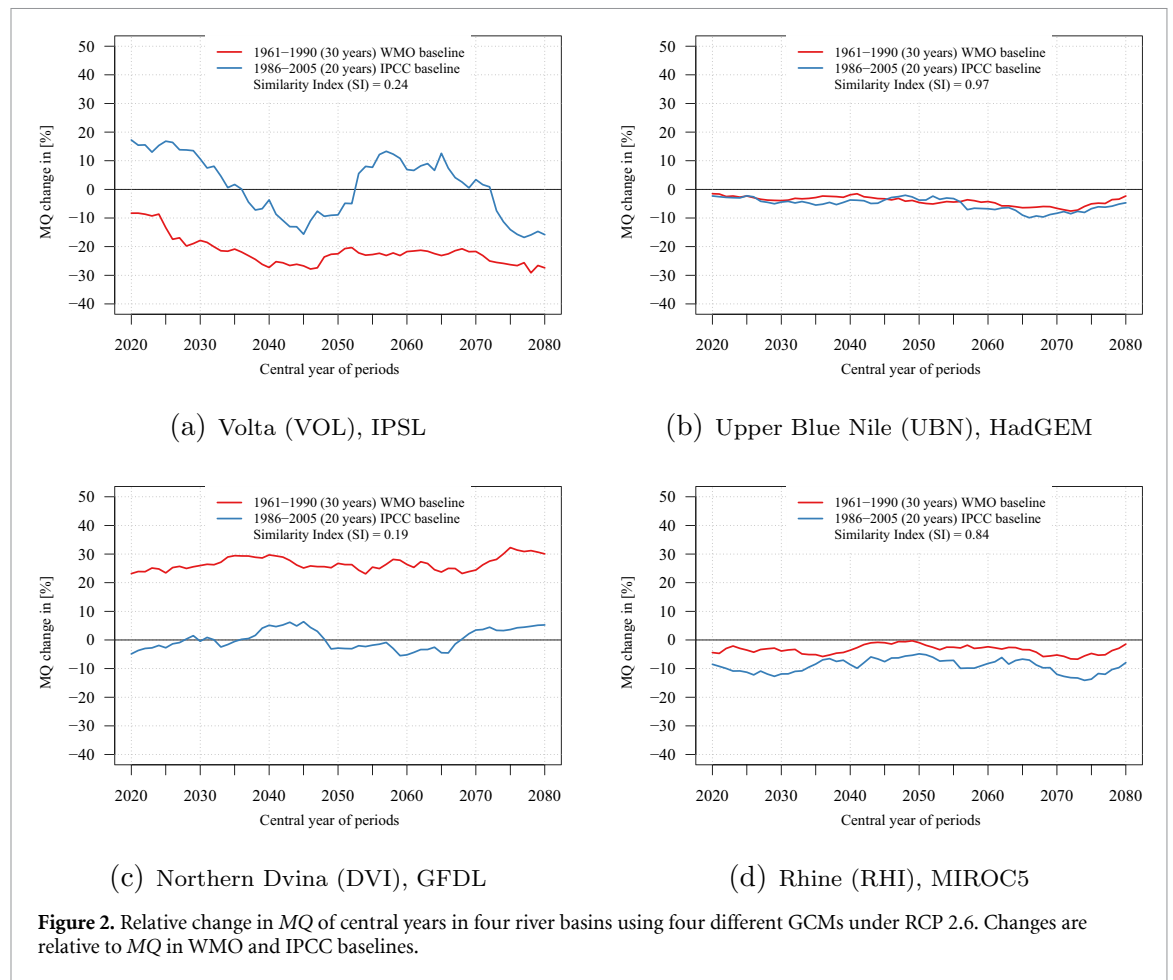 1961−1990 (30 years) WMO baseline
1986−2005 (20 years) IPCC baseline
Similarity Index (SI) = 0.24
50
40
30
20
10
0
−10
−20
−30
−40
MQ change in [%]
2020 2030 2040 2050 2060 2070 2080
Central year of periods
(a) Volta (VOL), IPSL
1961−1990 (30 years) WMO baseline
1986−2005 (20 years) IPCC baseline
Similarity Index (SI) = 0.97
50
40
30
20
10
0
−10
−20
−30
−40
MQ change in [%]
2020 2030 2040 2050 2060 2070 2080
Central year of periods
(b) Upper Blue Nile (UBN), HadGEM
1961−1990 (30 years) WMO baseline
1986−2005 (20 years) IPCC baseline
Similarity Index (SI) = 0.19
50
40
30
20
10
0
−10
−20
−30
−40
MQ change in [%]
2020 2030 2040 2050 2060 2070 2080
Central year of periods
(c) Northern Dvina (DVI), GFDL
1961−1990 (30 years) WMO baseline
1986−2005 (20 years) IPCC baseline
Similarity Index (SI) = 0.84
50
40
30
20
10
0
−10
−20
−30
−40
MQ change in [%]
2020 2030 2040 2050 2060 2070 2080
Central year of periods
(d) Rhine (RHI), MIROC5
Figure 2. Relative change in MQ of central years in four river basins using four different GCMs under RCP 2.6. Changes are
relative to MQ in WMO and IPCC baselines.